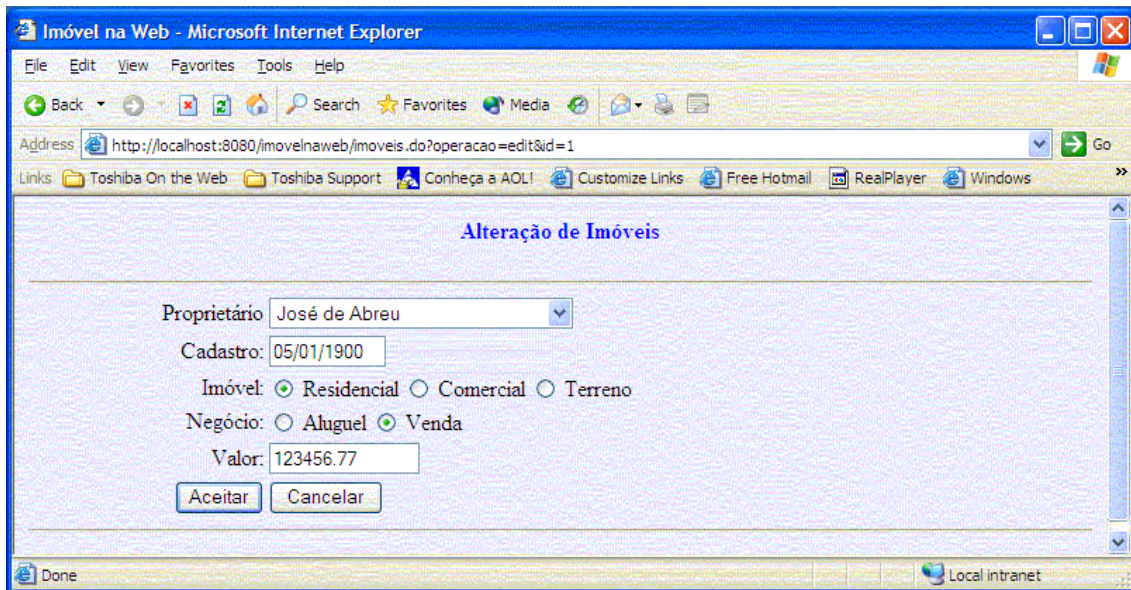 Imóvel na Web - Microsoft Internet Explorer
File Edit View Favorites Tools Help
Back Search Favorites Media
Address http://localhost:8080/imovelnaweb/imoveis.do?operacao=edit&id=1 Go
Links Toshiba On the Web Toshiba Support Conheça a AOL! Customize Links Free Hotmail RealPlayer Windows »
Alteração de Imóveis
Proprietário José de Abreu
Cadastro: 05/01/1900
Imóvel: Residencial Comercial Terreno
Negócio: Aluguel Venda
Valor: 123456.77
Aceitar Cancelar
Done Local intranet